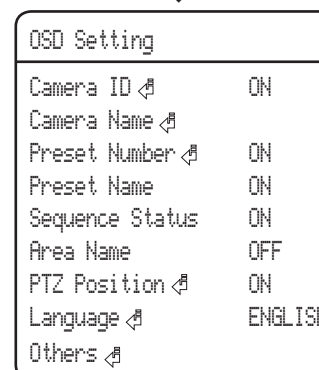 OSD Setting
Camera ID ON
Camera Name
Preset Number ON
Preset Name ON
Sequence Status ON
Area Name OFF
PTZ Position ON
Language ENGLISH
Others